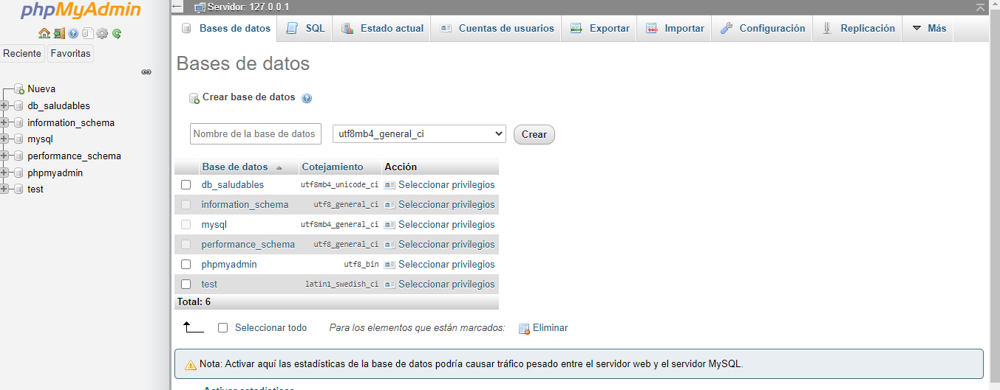 phpMyAdmin
Reciente Favoritas
Nueva
db_saludables
information_schema
mysql
performance_schema
phpmyadmin
test
Servidor: 127.0.0.1
Bases de datos SQL Estado actual Cuentas de usuarios Exportar Importar Configuración Replicación Más
Bases de datos
Crear base de datos
Nombre de la base de datos utf8mb4_general_ci Crear
Base de datos Cotejamiento Acción
db_saludables utf8mb4_unicode_ci Seleccionar privilegios
information_schema utf8_general_ci Seleccionar privilegios
mysql utf8mb4_general_ci Seleccionar privilegios
performance_schema utf8_general_ci Seleccionar privilegios
phpmyadmin utf8_bin Seleccionar privilegios
test latin1_swedish_ci Seleccionar privilegios
Total: 6
Seleccionar todo Para los elementos que están marcados: Eliminar
Nota: Activar aquí las estadísticas de la base de datos podría causar tráfico pesado entre el servidor web y el servidor MySQL.
Activar estadísticas